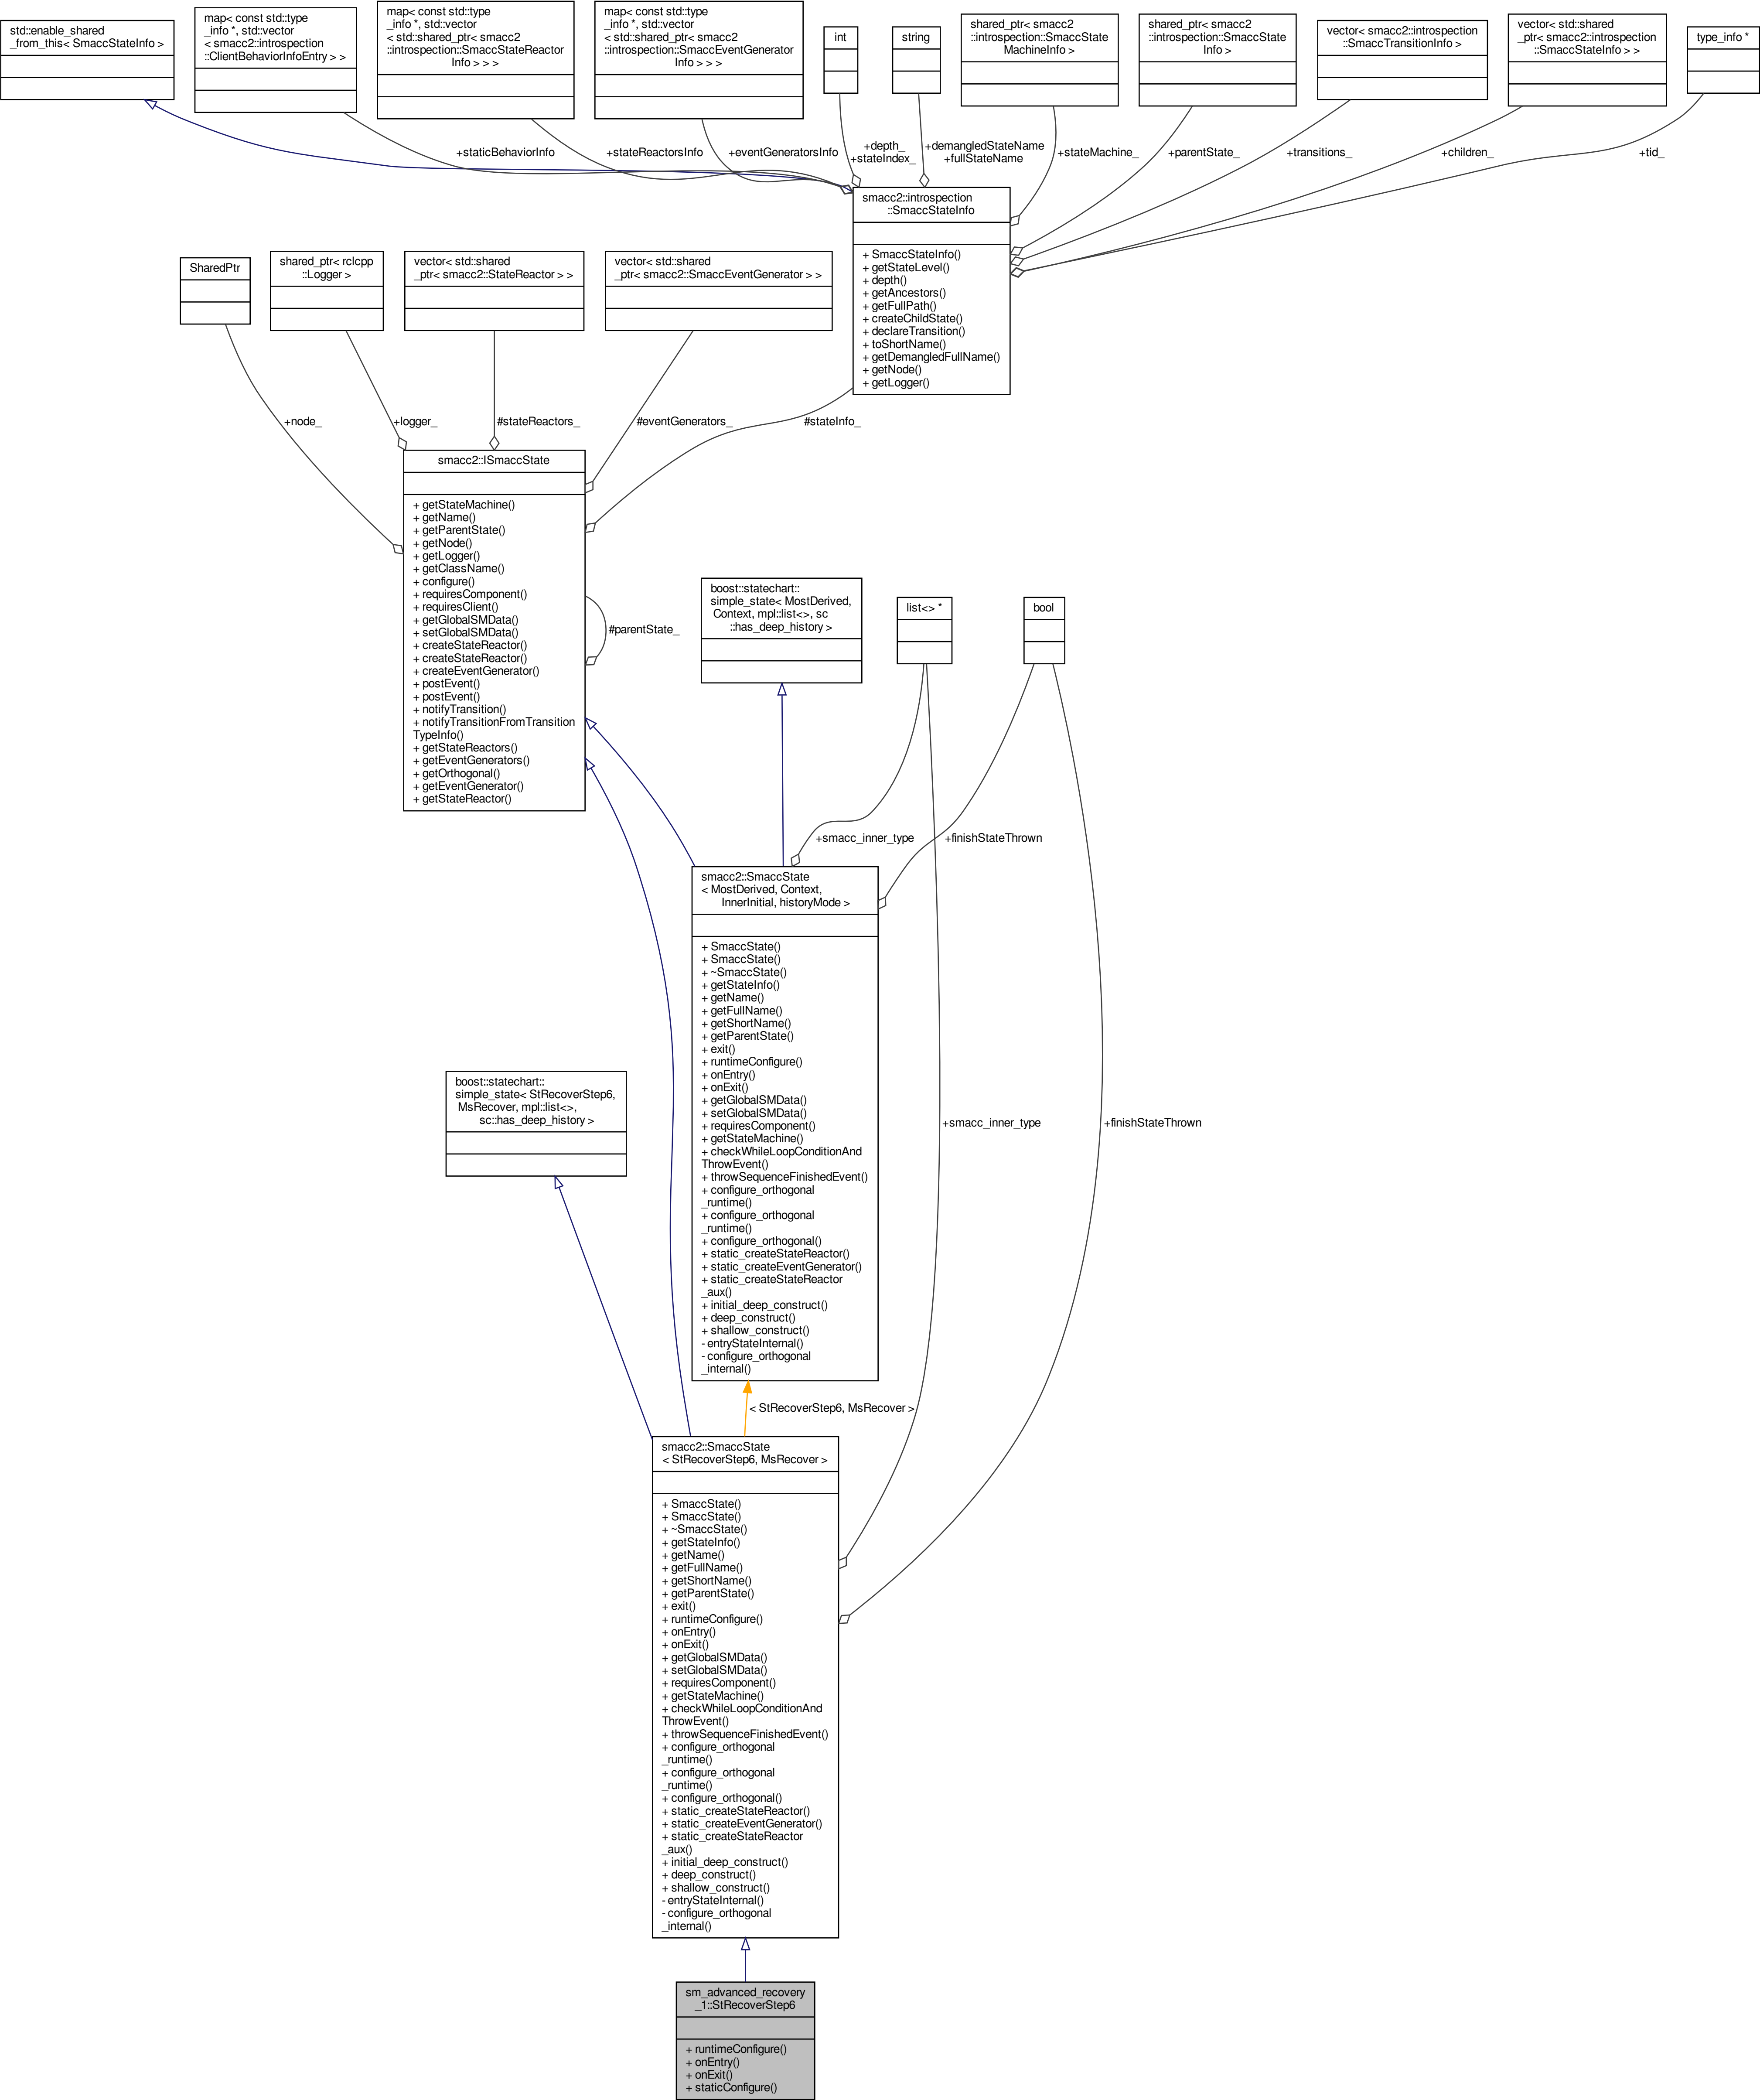 std::enable_shared
_from_this< SmaccStateInfo >
map< const std::type
_info *, std::vector
< smacc2::introspection
::ClientBehaviorInfoEntry > >
map< const std::type
_info *, std::vector
< std::shared_ptr< smacc2
::introspection::SmaccStateReactor
Info > > >
map< const std::type
_info *, std::vector
< std::shared_ptr< smacc2
::introspection::SmaccEventGenerator
Info > > >
int
string
shared_ptr< smacc2
::introspection::SmaccState
MachineInfo >
shared_ptr< smacc2
::introspection::SmaccState
Info >
vector< smacc2::introspection
::SmaccTransitionInfo >
vector< std::shared
_ptr< smacc2::introspection
::SmaccStateInfo > >
type_info *
+staticBehaviorInfo
+stateReactorsInfo
+eventGeneratorsInfo
+depth_
+stateIndex_
+demangledStateName
+fullStateName
+stateMachine_
+parentState_
+transitions_
+children_
+tid_
smacc2::introspection
::SmaccStateInfo
+ SmaccStateInfo()
+ getStateLevel()
+ depth()
+ getAncestors()
+ getFullPath()
+ createChildState()
+ declareTransition()
+ toShortName()
+ getDemangledFullName()
+ getNode()
+ getLogger()
SharedPtr
shared_ptr< rclcpp
::Logger >
vector< std::shared
_ptr< smacc2::StateReactor > >
vector< std::shared
_ptr< smacc2::SmaccEventGenerator > >
+node_
+logger_
#stateReactors_
#eventGenerators_
#stateInfo_
smacc2::ISmaccState
+ getStateMachine()
+ getName()
+ getParentState()
+ getNode()
+ getLogger()
+ getClassName()
+ configure()
+ requiresComponent()
+ requiresClient()
+ getGlobalSMData()
+ setGlobalSMData()
+ createStateReactor()
+ createStateReactor()
+ createEventGenerator()
+ postEvent()
+ postEvent()
+ notifyTransition()
+ notifyTransitionFromTransition
TypeInfo()
+ getStateReactors()
+ getEventGenerators()
+ getOrthogonal()
+ getEventGenerator()
+ getStateReactor()
#parentState_
boost::statechart::
simple_state< MostDerived,
Context, mpl::list<>, sc
::has_deep_history >
list<> *
bool
+smacc_inner_type
+finishStateThrown
smacc2::SmaccState
< MostDerived, Context,
InnerInitial, historyMode >
+ SmaccState()
+ SmaccState()
+ ~SmaccState()
+ getStateInfo()
+ getName()
+ getFullName()
+ getShortName()
+ getParentState()
+ exit()
+ runtimeConfigure()
+ onEntry()
+ onExit()
+ getGlobalSMData()
+ setGlobalSMData()
+ requiresComponent()
+ getStateMachine()
+ checkWhileLoopConditionAnd
ThrowEvent()
+ throwSequenceFinishedEvent()
+ configure_orthogonal
_runtime()
+ configure_orthogonal
_runtime()
+ configure_orthogonal()
+ static_createStateReactor()
+ static_createEventGenerator()
+ static_createStateReactor
_aux()
+ initial_deep_construct()
+ deep_construct()
+ shallow_construct()
- entryStateInternal()
- configure_orthogonal
_internal()
boost::statechart::
simple_state< StRecoverStep6,
MsRecover, mpl::list<>,
sc::has_deep_history >
+smacc_inner_type
+finishStateThrown
< StRecoverStep6, MsRecover >
smacc2::SmaccState
< StRecoverStep6, MsRecover >
+ SmaccState()
+ SmaccState()
+ ~SmaccState()
+ getStateInfo()
+ getName()
+ getFullName()
+ getShortName()
+ getParentState()
+ exit()
+ runtimeConfigure()
+ onEntry()
+ onExit()
+ getGlobalSMData()
+ setGlobalSMData()
+ requiresComponent()
+ getStateMachine()
+ checkWhileLoopConditionAnd
ThrowEvent()
+ throwSequenceFinishedEvent()
+ configure_orthogonal
_runtime()
+ configure_orthogonal
_runtime()
+ configure_orthogonal()
+ static_createStateReactor()
+ static_createEventGenerator()
+ static_createStateReactor
_aux()
+ initial_deep_construct()
+ deep_construct()
+ shallow_construct()
- entryStateInternal()
- configure_orthogonal
_internal()
sm_advanced_recovery
_1::StRecoverStep6
+ runtimeConfigure()
+ onEntry()
+ onExit()
+ staticConfigure()